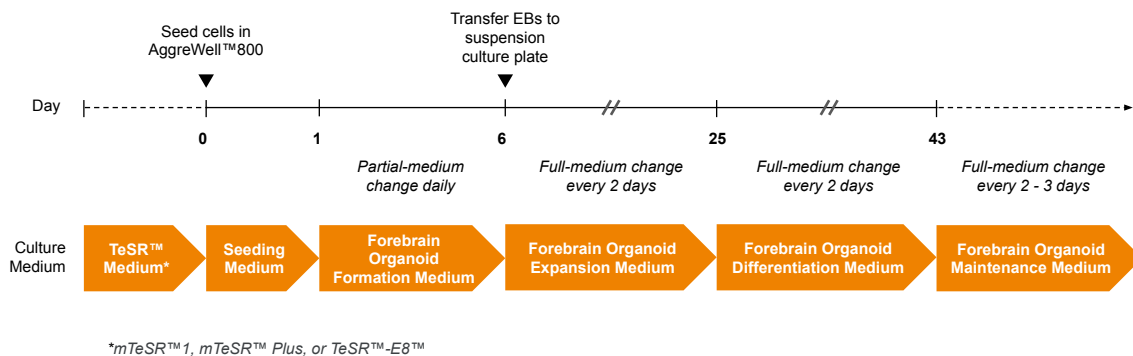 Seed cells in
AggreWell™800
Transfer EBs to
suspension
culture plate
Day
0
1
6
25
43
Partial-medium
change daily
Full-medium change
every 2 days
Full-medium change
every 2 days
Full-medium change
every 2 - 3 days
Culture
Medium
TeSR™
Medium*
Seeding
Medium
Forebrain
Organoid
Formation Medium
Forebrain Organoid
Expansion Medium
Forebrain Organoid
Differentiation Medium
Forebrain Organoid
Maintenance Medium
*mTeSR™1, mTeSR™ Plus, or TeSR™-E8™